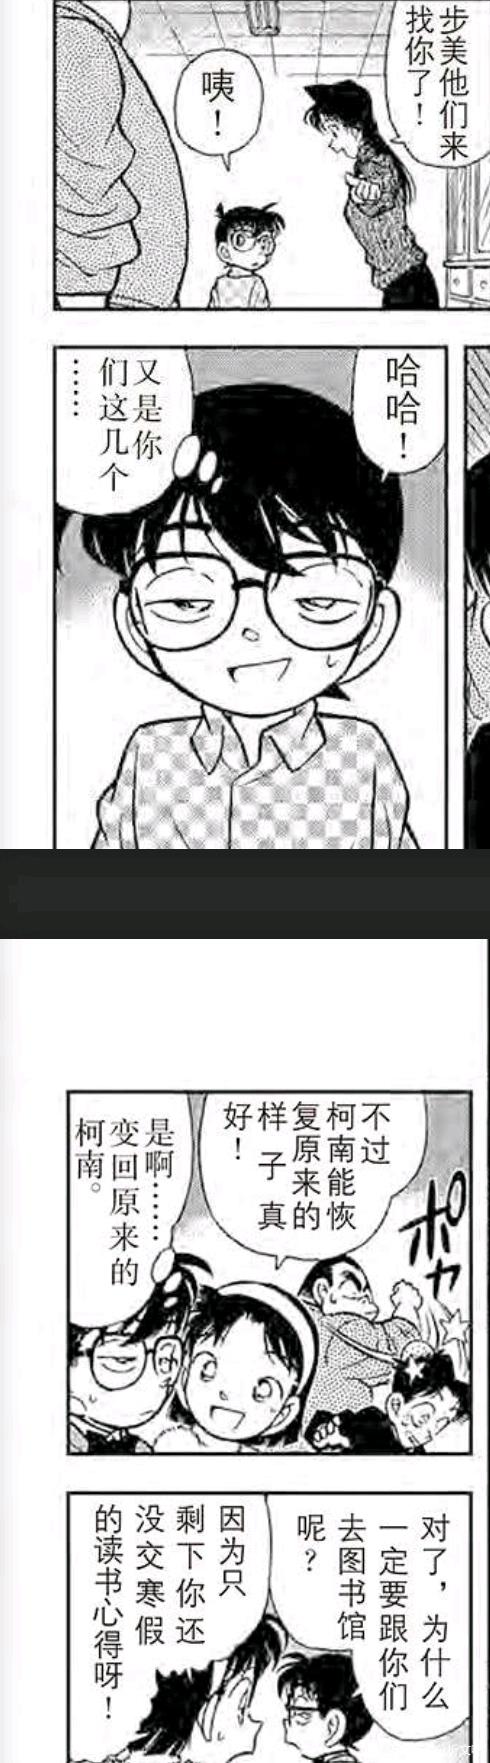 步美他们来
找你了！
咦！
哈哈！
又是你
们这几个
……
不过
柯南能恢
复原来的
样子真
好！
ポカ
是啊……
变回原来的
柯南。
对了，为什么
一定要跟你们
去图书馆
呢？
因为只
剩下你还
没交寒假
的读书心得呀！